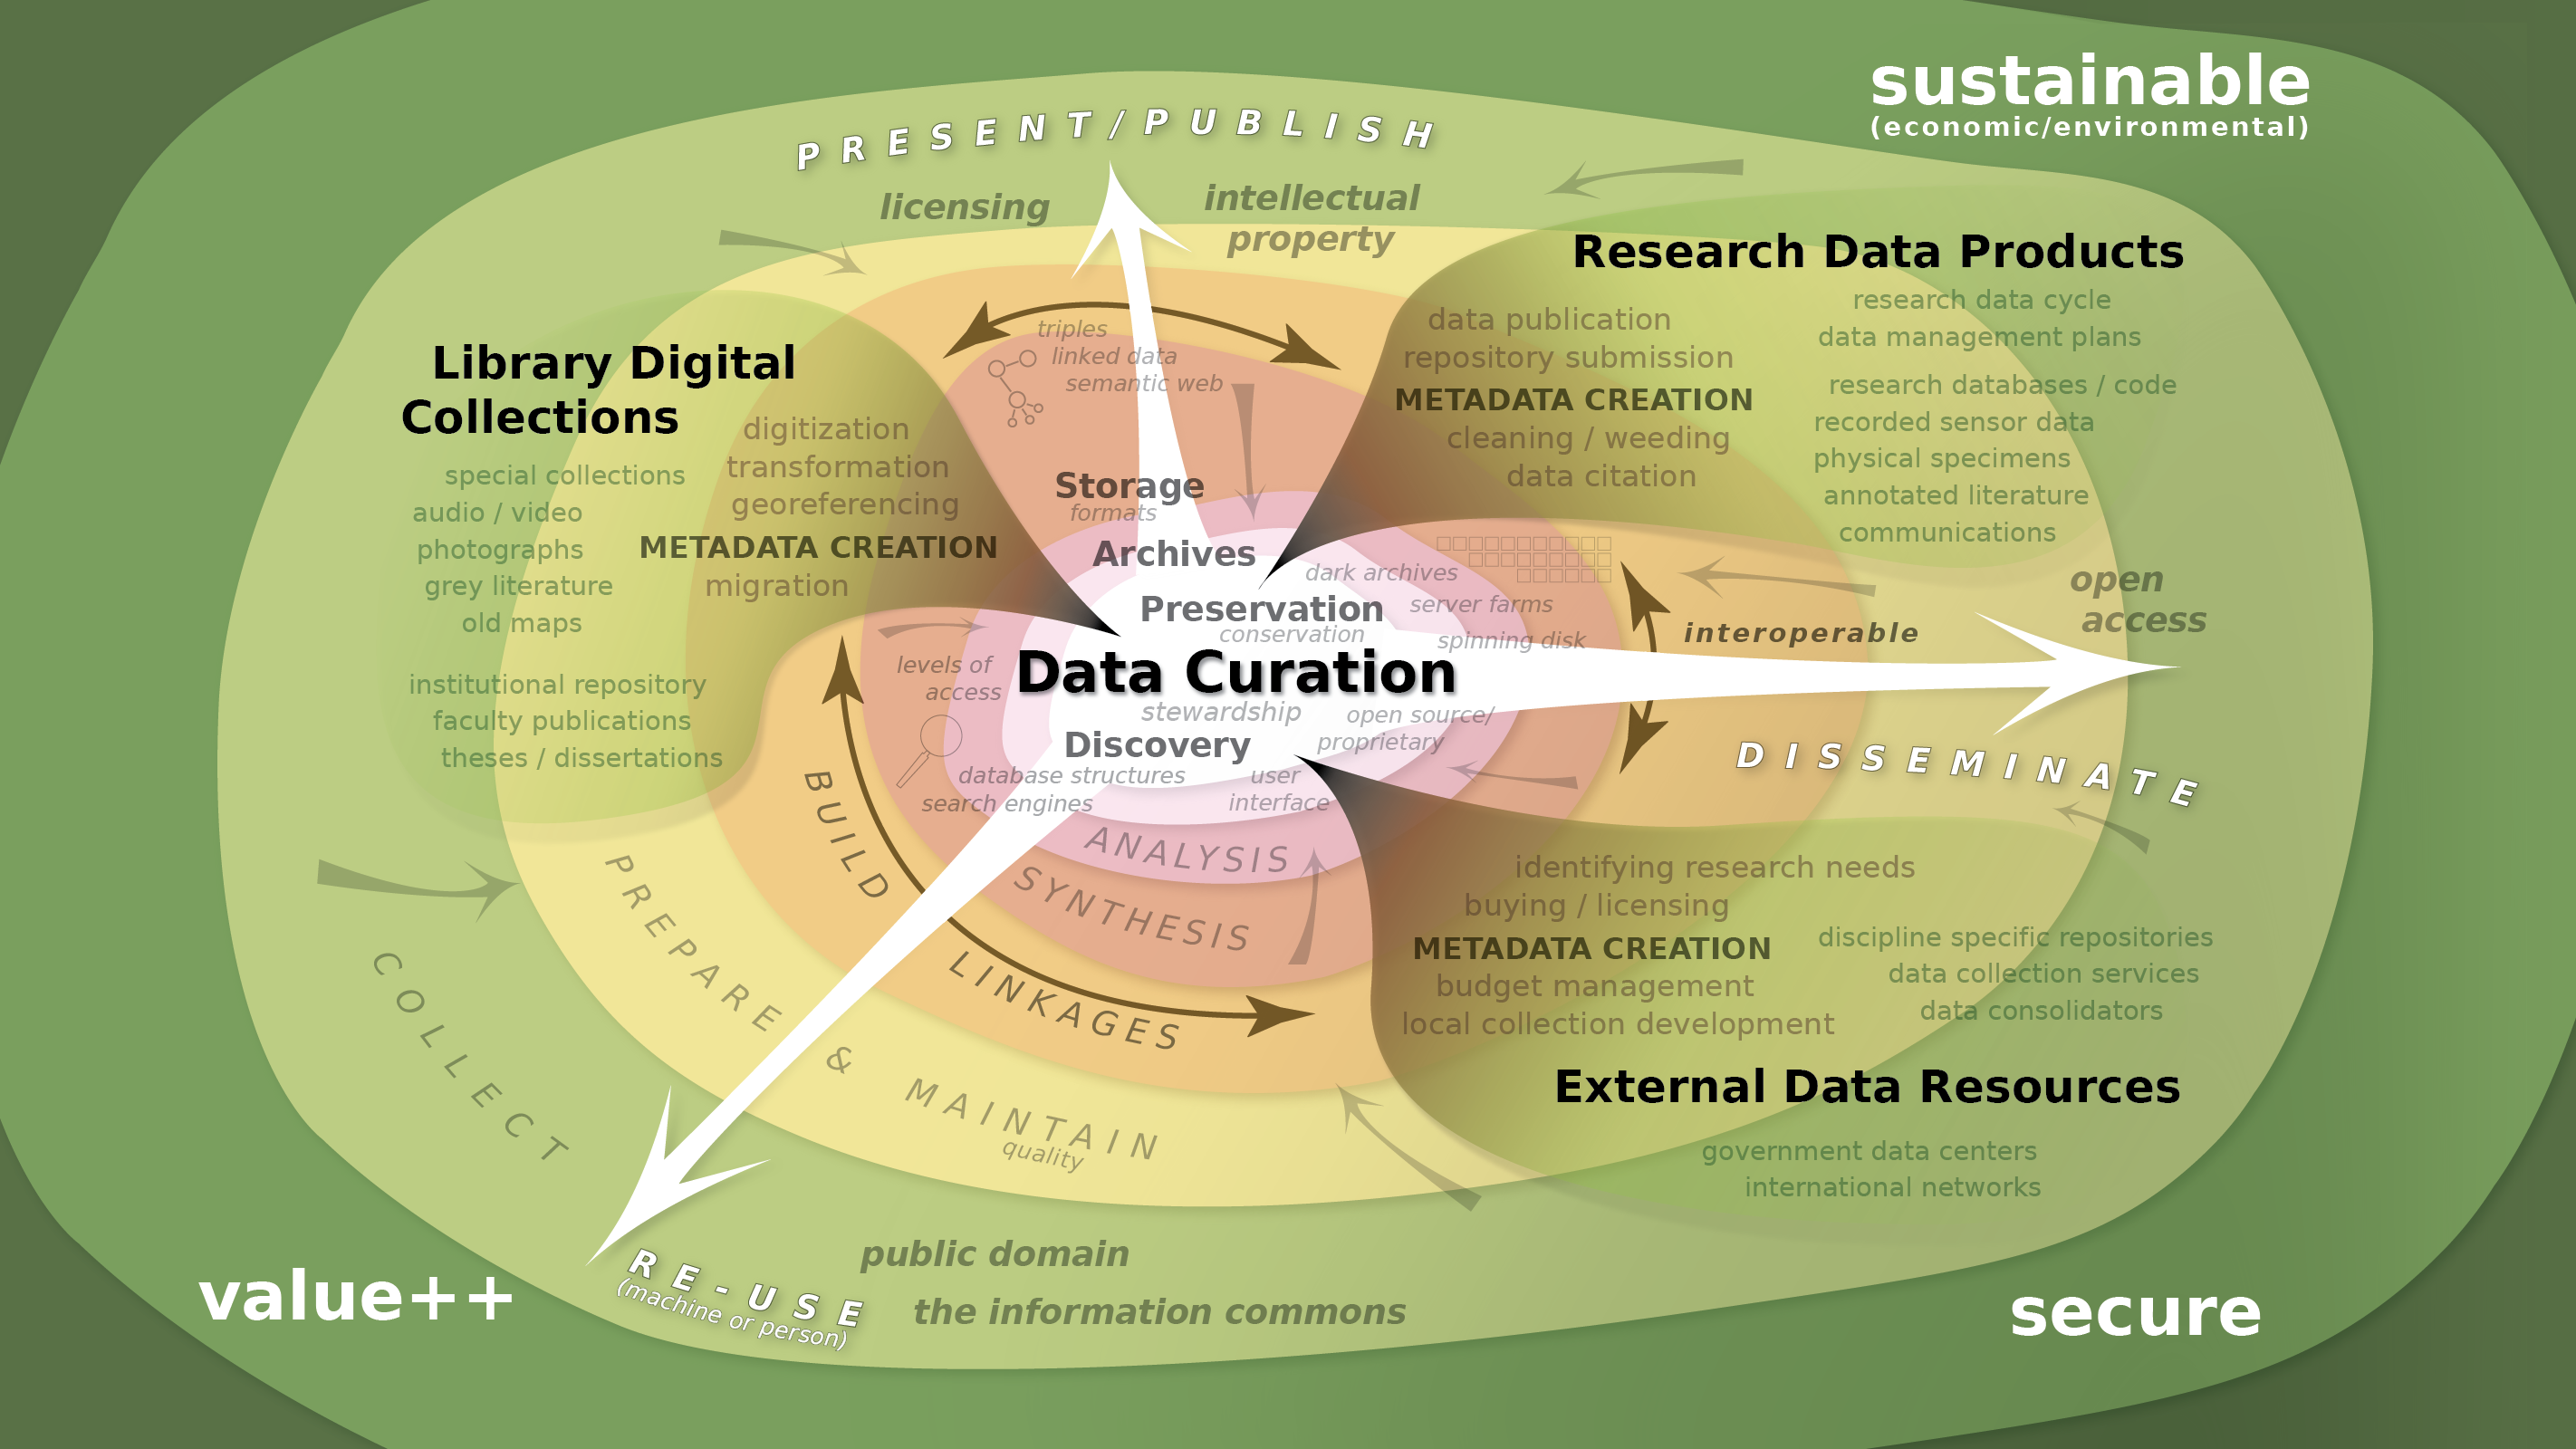 sustainable
(economic/environmental)
PRESENT/PUBLISH
licensing
intellectual
property
Library Digital
Collections
special collections
audio / video
photographs
grey literature
old maps
institutional repository
faculty publications
theses / dissertations
digitization
transformation
georeferencing
METADATA CREATION
migration
triples
linked data
semantic web
Research Data Products
data publication
repository submission
METADATA CREATION
cleaning / weeding
data citation
research data cycle
data management plans
research databases / code
recorded sensor data
physical specimens
annotated literature
communications
Storage
formats
Archives
Preservation
conservation
Data Curation
stewardship
Discovery
dark archives
server farms
spinning disk
open source/
proprietary
levels of
access
database structures
search engines
user
interface
interoperable
open
access
DISSEMINATE
ANALYSIS
SYNTHESIS
BUILD
LINKAGES
PREPARE & MAINTAIN
quality
COLLECT
identifying research needs
buying / licensing
METADATA CREATION
budget management
local collection development
discipline specific repositories
data collection services
data consolidators
External Data Resources
government data centers
international networks
RE-USE
(machine or person)
public domain
the information commons
value++
secure